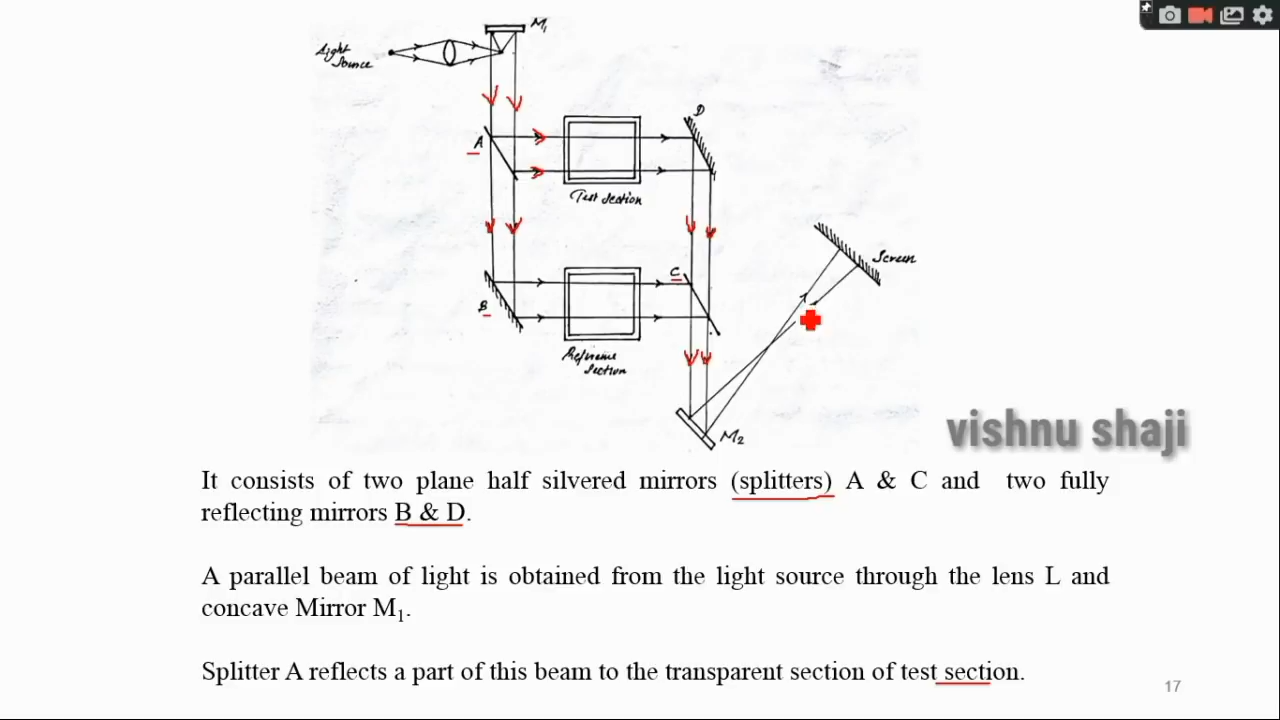 M1
Light
Source
D
A
Test Section
C
Screen
B
Reference
Section
M2
vishnu shaji
It consists of two plane half silvered mirrors (splitters) A & C and two fully
reflecting mirrors B & D.
A parallel beam of light is obtained from the light source through the lens L and
concave Mirror M1.
Splitter A reflects a part of this beam to the transparent section of test section.
17